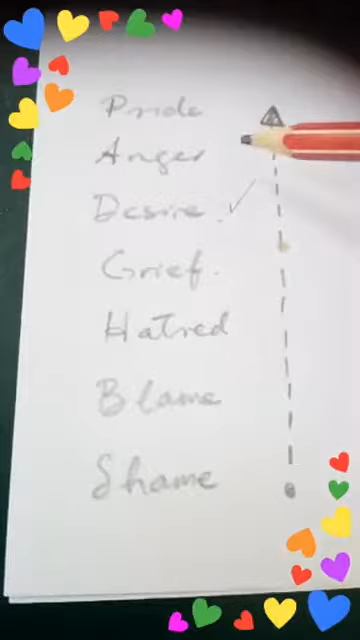 Pride
Anger
Desire. ✓
Grief.
Hatred
Blame
Shame